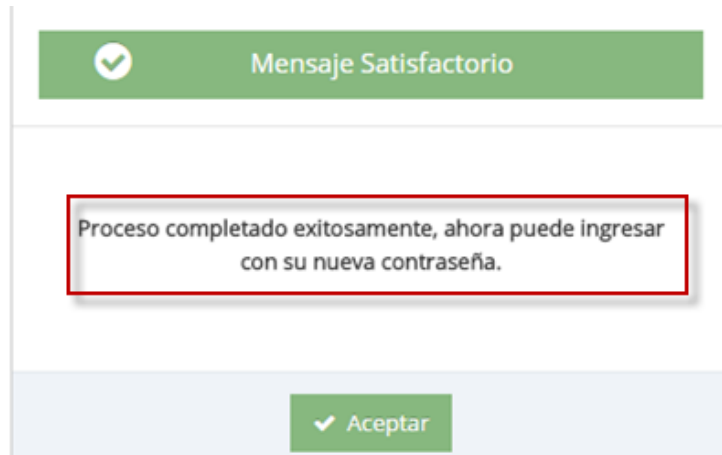 Mensaje Satisfactorio
Proceso completado exitosamente, ahora puede ingresar
con su nueva contraseña.
Aceptar